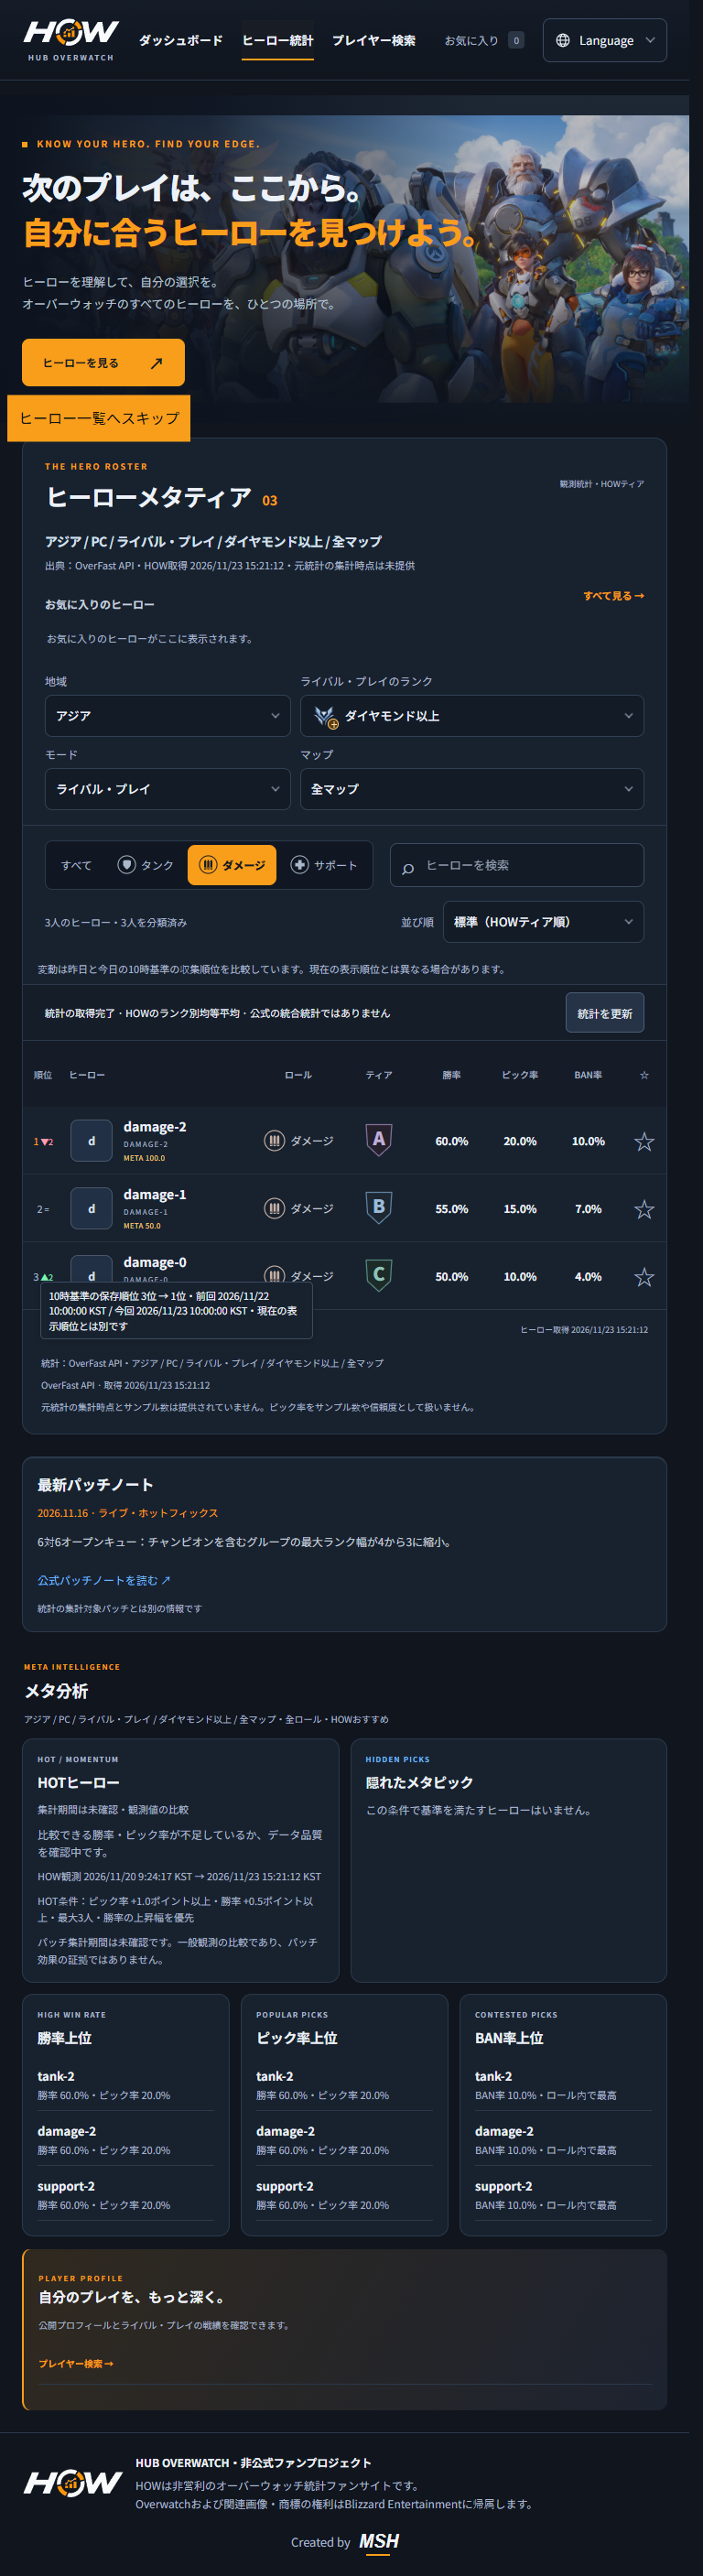 HOW
HUB OVERWATCH
ダッシュボード
ヒーロー統計
プレイヤー検索
お気に入り 0
Language
KNOW YOUR HERO. FIND YOUR EDGE.
次のプレイは、ここから。
自分に合うヒーローを見つけよう。
ヒーローを理解して、自分の選択を。
オーバーウォッチのすべてのヒーローを、ひとつの場所で。
ヒーローを見る ↗
ヒーロー一覧へスキップ
THE HERO ROSTER
ヒーローメタティア 03
観測統計・HOWティア
アジア / PC / ライバル・プレイ / ダイヤモンド以上 / 全マップ
出典：OverFast API・HOW取得 2026/11/23 15:21:12・元統計の集計時点は未提供
お気に入りのヒーロー
すべて見る →
お気に入りのヒーローがここに表示されます。
地域
ライバル・プレイのランク
アジア
ダイヤモンド以上
モード
マップ
ライバル・プレイ
全マップ
すべて
タンク
ダメージ
サポート
ヒーローを検索
3人のヒーロー・3人を分類済み
並び順
標準（HOWティア順）
変動は昨日と今日の10時基準の収集順位を比較しています。現在の表示順位とは異なる場合があります。
統計の取得完了 · HOWのランク別均等平均 · 公式の統合統計ではありません
統計を更新
順位 ヒーロー ロール ティア 勝率 ピック率 BAN率 ☆
1 ▼2 d damage-2 ダメージ A 60.0% 20.0% 10.0% ☆
DAMAGE-2
META 100.0
2 = d damage-1 ダメージ B 55.0% 15.0% 7.0% ☆
DAMAGE-1
META 50.0
3 ▲2 d damage-0 ダメージ C 50.0% 10.0% 4.0% ☆
10時基準の保存順位 3位 → 1位・前回 2026/11/22
10:00:00 KST / 今回 2026/11/23 10:00:00 KST・現在の表
示順位とは別です
ヒーロー取得 2026/11/23 15:21:12
統計：OverFast API・アジア / PC / ライバル・プレイ / ダイヤモンド以上 / 全マップ
OverFast API · 取得 2026/11/23 15:21:12
元統計の集計時点とサンプル数は提供されていません。ピック率をサンプル数や信頼度として扱いません。
最新パッチノート
2026.11.16 · ライブ・ホットフィックス
6対6オープンキュー：チャンピオンを含むグループの最大ランク幅が4から3に縮小。
公式パッチノートを読む ↗
統計の集計対象パッチとは別の情報です
META INTELLIGENCE
メタ分析
アジア / PC / ライバル・プレイ / ダイヤモンド以上 / 全マップ・全ロール・HOWおすすめ
HOT / MOMENTUM
HOTヒーロー
集計期間は未確認・観測値の比較
比較できる勝率・ピック率が不足しているか、データ品質
を確認中です。
HOW観測 2026/11/20 9:24:17 KST → 2026/11/23 15:21:12 KST
HOT条件：ピック率 +1.0ポイント以上・勝率 +0.5ポイント以
上・最大3人・勝率の上昇幅を優先
パッチ集計期間は未確認です。一般観測の比較であり、パッチ
効果の証拠ではありません。
HIDDEN PICKS
隠れたメタピック
この条件で基準を満たすヒーローはいません。
HIGH WIN RATE
勝率上位
tank-2
勝率 60.0%・ピック率 20.0%
damage-2
勝率 60.0%・ピック率 20.0%
support-2
勝率 60.0%・ピック率 20.0%
POPULAR PICKS
ピック率上位
tank-2
勝率 60.0%・ピック率 20.0%
damage-2
勝率 60.0%・ピック率 20.0%
support-2
勝率 60.0%・ピック率 20.0%
CONTESTED PICKS
BAN率上位
tank-2
BAN率 10.0%・ロール内で最高
damage-2
BAN率 10.0%・ロール内で最高
support-2
BAN率 10.0%・ロール内で最高
PLAYER PROFILE
自分のプレイを、もっと深く。
公開プロフィールとライバル・プレイの戦績を確認できます。
プレイヤー検索 →
HOW
HUB OVERWATCH・非公式ファンプロジェクト
HOWは非営利のオーバーウォッチ統計ファンサイトです。
Overwatchおよび関連画像・商標の権利はBlizzard Entertainmentに帰属します。
Created by MSH